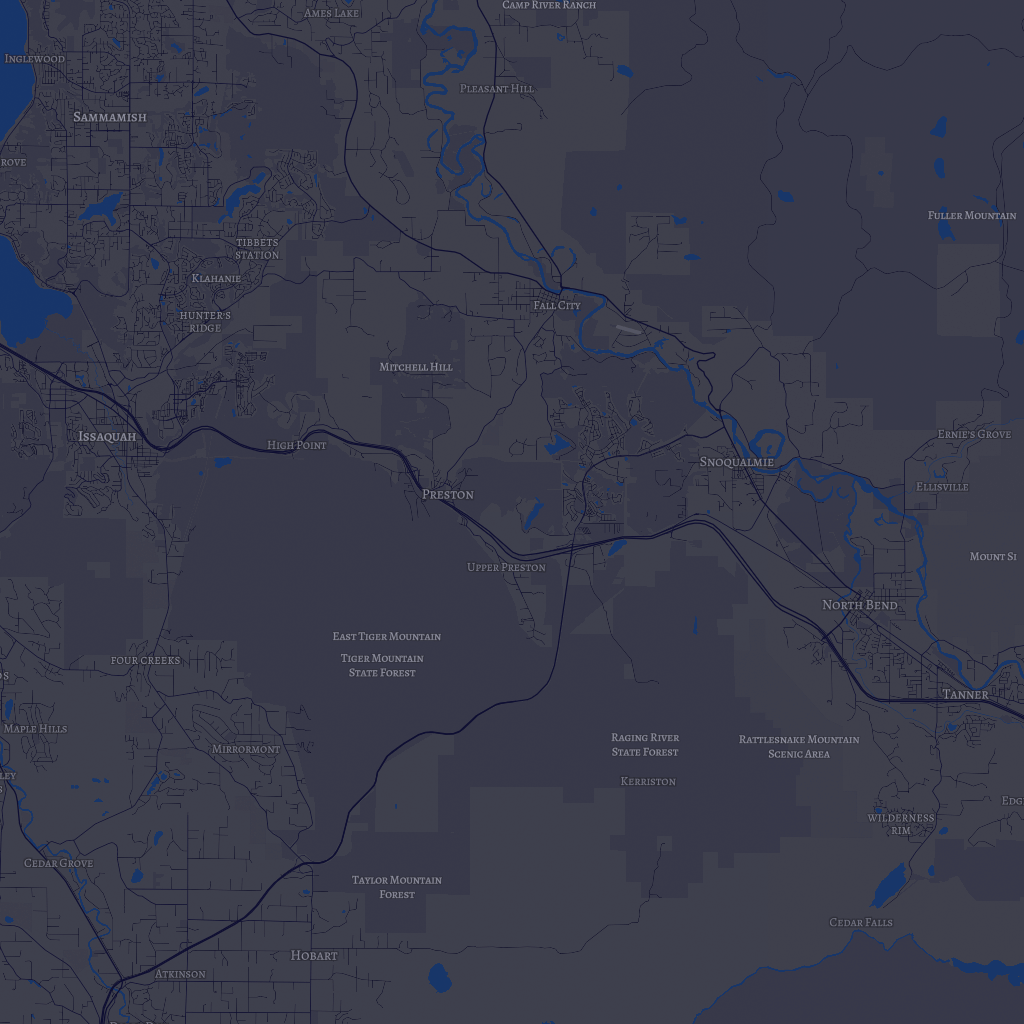 Camp River Ranch
Ames Lake
Inglewood
Pleasant Hill
Sammamish
rove
Fuller Mountain
Tibbets
Station
Klahanie
Fall City
Hunter's
Ridge
Mitchell Hill
Issaquah
High Point
Ernie's Grove
Snoqualmie
Ellisville
Preston
Mount Si
Upper Preston
North Bend
East Tiger Mountain
Tiger Mountain
State Forest
Four Creeks
Tanner
Maple Hills
Mirrormont
Raging River
State Forest
Rattlesnake Mountain
Scenic Area
ley
s
Kerriston
Edg
Wilderness
Rim
Cedar Grove
Taylor Mountain
Forest
Cedar Falls
Hobart
Atkinson